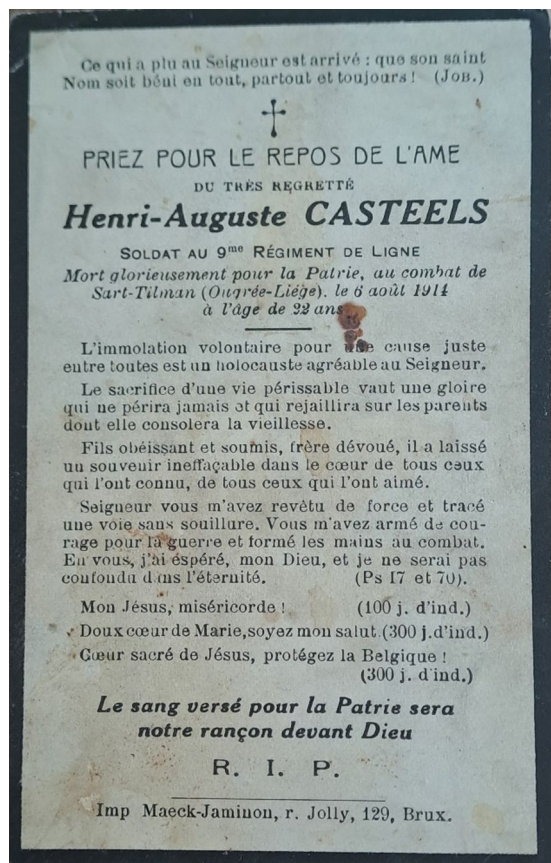 Ce qui a plu au Seigneur est arrivé : que son saint
Nom soit béni en tout, partout et toujours ! (JOB.)
PRIEZ POUR LE REPOS DE L'AME
DU TRÈS REGRETTÉ
Henri-Auguste CASTEELS
SOLDAT AU 9me RÉGIMENT DE LIGNE
Mort glorieusement pour la Patrie, au combat de
Sart-Tilman (Ougrée-Liége). le 6 août 1914
à l'âge de 22 ans
L'immolation volontaire pour une cause juste
entre toutes est un holocauste agréable au Seigneur.
Le sacrifice d'une vie périssable vaut une gloire
qui ne périra jamais et qui rejaillira sur les parents
dont elle consolera la vieillesse.
Fils obéissant et soumis, frère dévoué, il a laissé
un souvenir ineffaçable dans le cœur de tous ceux
qui l'ont connu, de tous ceux qui l'ont aimé.
Seigneur vous m'avez revêtu de force et tracé
une voie sans souillure. Vous m'avez armé de cou-
rage pour la guerre et formé les mains au combat.
En vous, j'ai éspéré, mon Dieu, et je ne serai pas
confondu dans l'éternité. (Ps 17 et 70).
Mon Jésus, miséricorde ! (100 j. d'ind.)
Doux cœur de Marie, soyez mon salut. (300 j. d'ind.)
Cœur sacré de Jésus, protégez la Belgique !
(300 j. d'ind.)
Le sang versé pour la Patrie sera
notre rançon devant Dieu
R. I. P.
Imp Maeck-Jaminon, r. Jolly, 129, Brux.